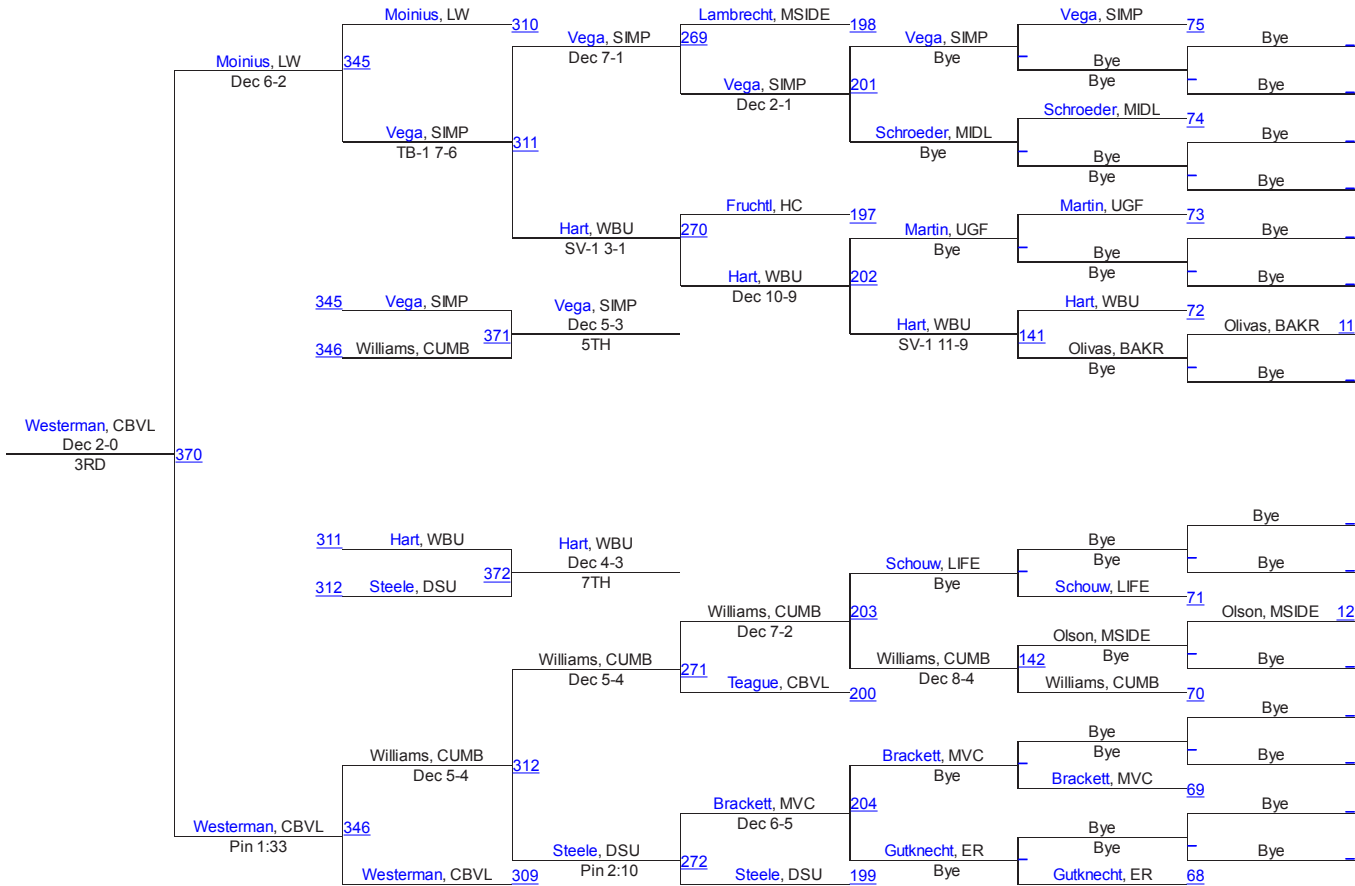 Moinius, LW
310
Lambrecht, MSIDE
198
Vega, SIMP
75
Vega, SIMP
269
Dec 7-1
Vega, SIMP
Bye
Bye
Moinius, LW
345
Dec 6-2
Bye
Bye
Vega, SIMP
201
Dec 2-1
Bye
Schroeder, MIDL
74
Vega, SIMP
311
TB-1 7-6
Schroeder, MIDL
Bye
Bye
Bye
Bye
Bye
Fruchtl, HC
197
Martin, UGF
73
Hart, WBU
270
SV-1 3-1
Martin, UGF
Bye
Bye
Bye
Bye
Hart, WBU
202
Dec 10-9
Bye
345
Vega, SIMP
Vega, SIMP
Dec 5-3
5TH
371
346
Williams, CUMB
Hart, WBU
72
Hart, WBU
141
SV-1 11-9
Olivas, BAKR
11
Olivas, BAKR
Bye
Bye
Westerman, CBVL
Dec 2-0
3RD
370
Bye
311
Hart, WBU
Hart, WBU
Dec 4-3
7TH
372
312
Steele, DSU
Schouw, LIFE
Bye
Bye
Bye
Bye
Schouw, LIFE
71
Williams, CUMB
203
Dec 7-2
Olson, MSIDE
12
Olson, MSIDE
Bye
Williams, CUMB
271
Dec 5-4
Williams, CUMB
142
Dec 8-4
Bye
Teague, CBVL
200
Williams, CUMB
70
Bye
Williams, CUMB
312
Dec 5-4
Brackett, MVC
Bye
Bye
Bye
Bye
Brackett, MVC
69
Brackett, MVC
204
Dec 6-5
Bye
Westerman, CBVL
346
Pin 1:33
Bye
Bye
Steele, DSU
272
Pin 2:10
Gutknecht, ER
Bye
Bye
Westerman, CBVL
309
Steele, DSU
199
Gutknecht, ER
68